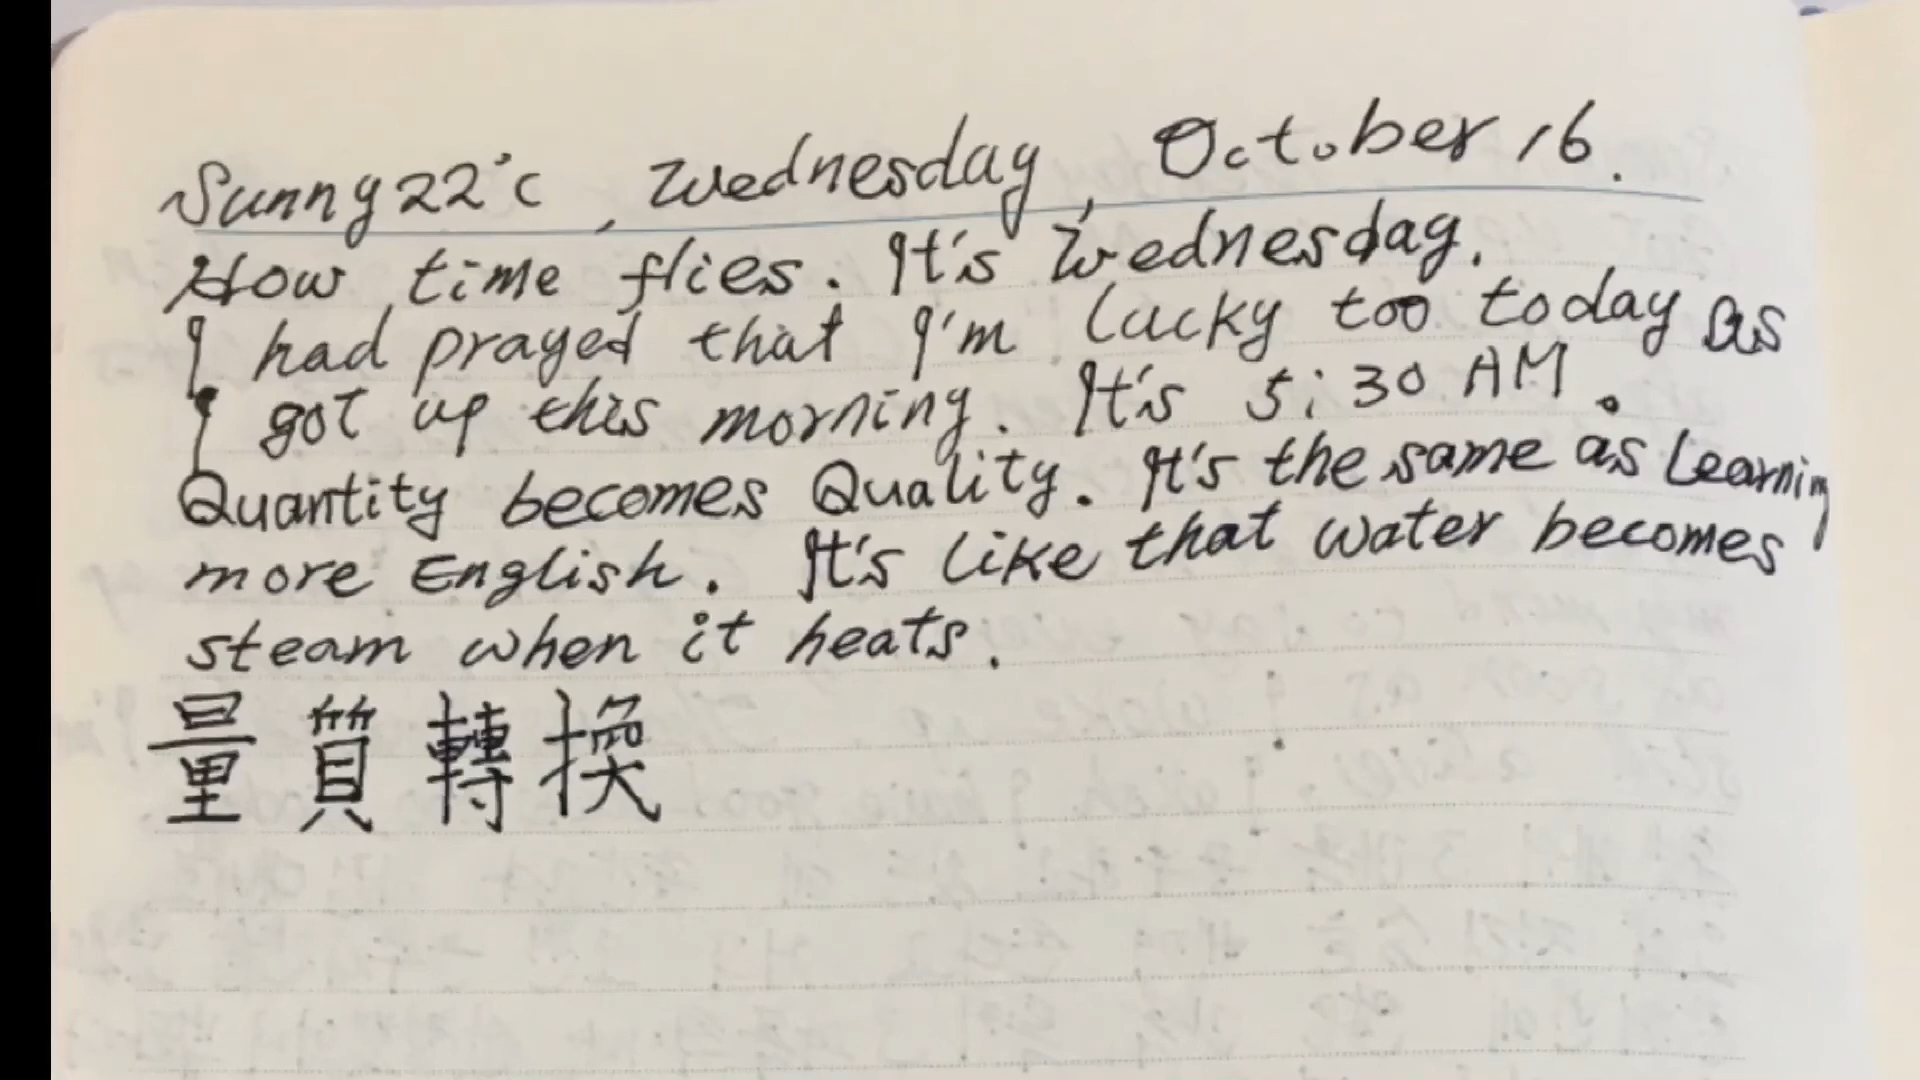 Sunny 22°C, Wednesday, October 16.
How time flies. It's Wednesday.
I had prayed that I'm lucky too today as
I got up this morning. It's 5:30 AM.
Quantity becomes Quality. It's the same as Learning
more English. It's like that water becomes
steam when it heats.
量質轉換